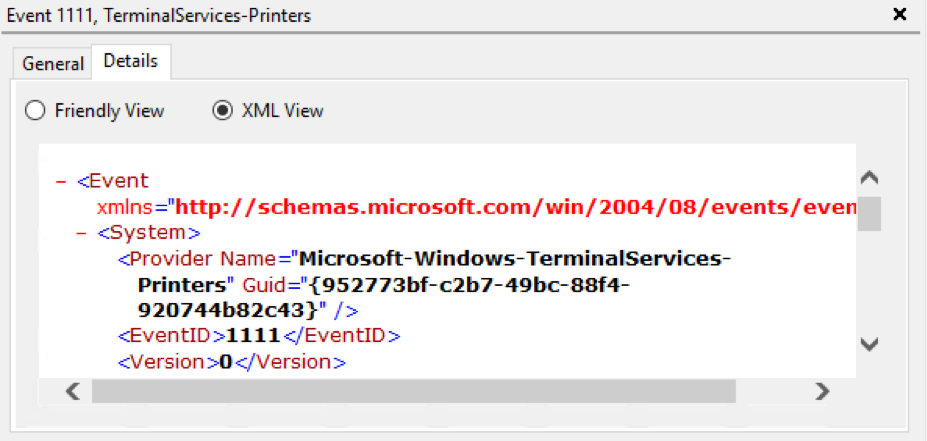 Event 1111, TerminalServices-Printers
General Details
Friendly View XML View
– <Event
xmlns="http://schemas.microsoft.com/win/2004/08/events/even
– <System>
<Provider Name="Microsoft-Windows-TerminalServices-
Printers" Guid="{952773bf-c2b7-49bc-88f4-
920744b82c43}" />
<EventID>1111</EventID>
<Version>0</Version>